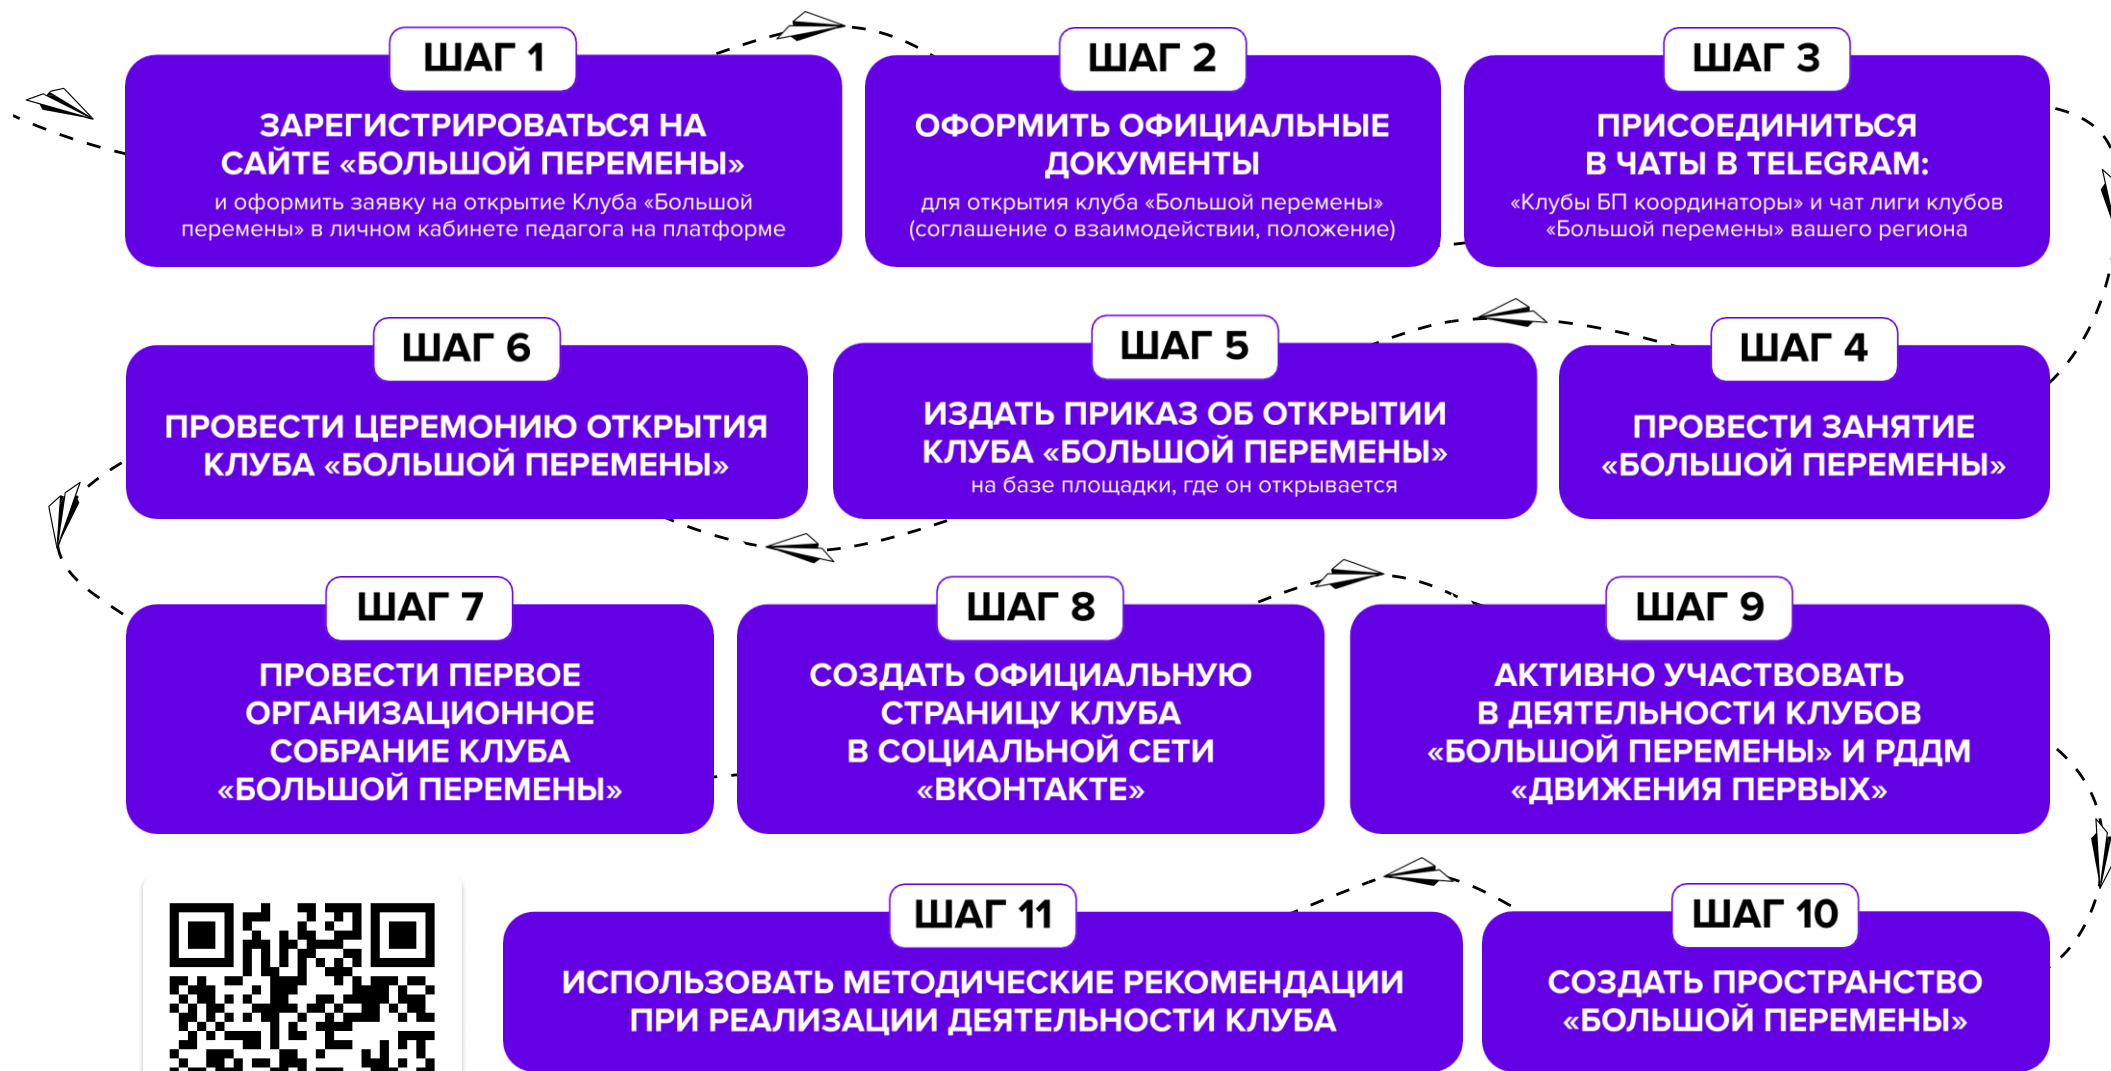 ШАГ 1
ЗАРЕГИСТРИРОВАТЬСЯ НА
САЙТЕ «БОЛЬШОЙ ПЕРЕМЕНЫ»
и оформить заявку на открытие Клуба «Большой
перемены» в личном кабинете педагога на платформе
ШАГ 2
ОФОРМИТЬ ОФИЦИАЛЬНЫЕ
ДОКУМЕНТЫ
для открытия клуба «Большой перемены»
(соглашение о взаимодействии, положение)
ШАГ 3
ПРИСОЕДИНИТЬСЯ
В ЧАТЫ В TELEGRAM:
«Клубы БП координаторы» и чат лиги клубов
«Большой перемены» вашего региона
ШАГ 4
ПРОВЕСТИ ЗАНЯТИЕ
«БОЛЬШОЙ ПЕРЕМЕНЫ»
ШАГ 5
ИЗДАТЬ ПРИКАЗ ОБ ОТКРЫТИИ
КЛУБА «БОЛЬШОЙ ПЕРЕМЕНЫ»
на базе площадки, где он открывается
ШАГ 6
ПРОВЕСТИ ЦЕРЕМОНИЮ ОТКРЫТИЯ
КЛУБА «БОЛЬШОЙ ПЕРЕМЕНЫ»
ШАГ 7
ПРОВЕСТИ ПЕРВОЕ
ОРГАНИЗАЦИОННОЕ
СОБРАНИЕ КЛУБА
«БОЛЬШОЙ ПЕРЕМЕНЫ»
ШАГ 8
СОЗДАТЬ ОФИЦИАЛЬНУЮ
СТРАНИЦУ КЛУБА
В СОЦИАЛЬНОЙ СЕТИ
«ВКОНТАКТЕ»
ШАГ 9
АКТИВНО УЧАСТВОВАТЬ
В ДЕЯТЕЛЬНОСТИ КЛУБОВ
«БОЛЬШОЙ ПЕРЕМЕНЫ» И РДДМ
«ДВИЖЕНИЯ ПЕРВЫХ»
ШАГ 10
СОЗДАТЬ ПРОСТРАНСТВО
«БОЛЬШОЙ ПЕРЕМЕНЫ»
ШАГ 11
ИСПОЛЬЗОВАТЬ МЕТОДИЧЕСКИЕ РЕКОМЕНДАЦИИ
ПРИ РЕАЛИЗАЦИИ ДЕЯТЕЛЬНОСТИ КЛУБА